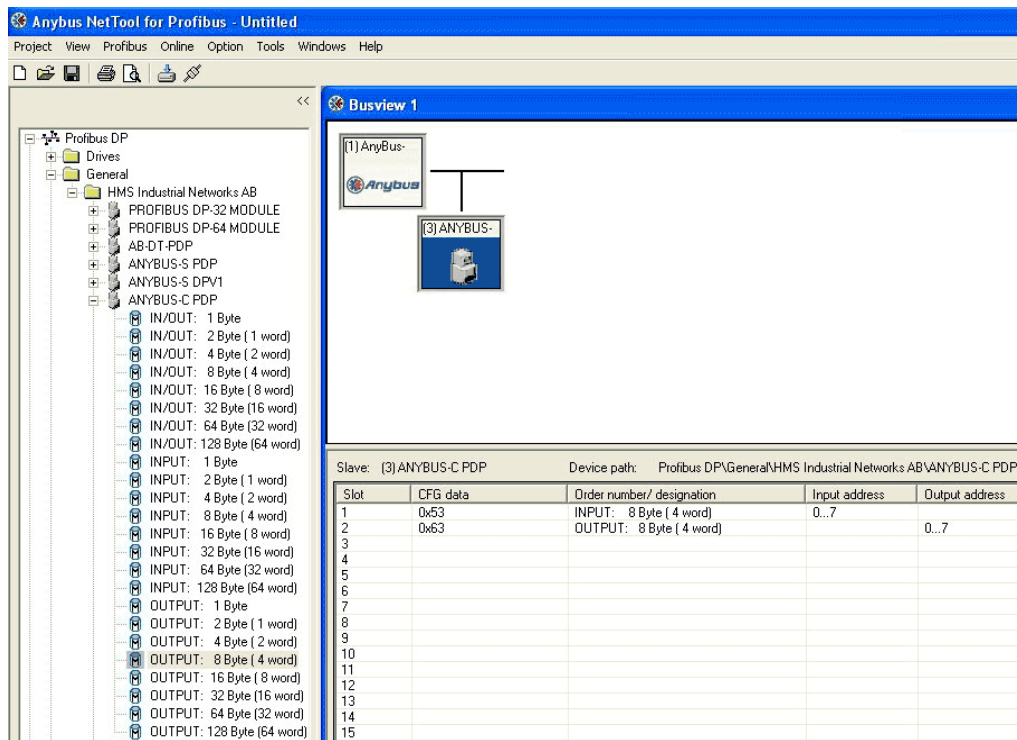 Anybus NetTool for Profibus - Untitled
Project View Profibus Online Option Tools Windows Help
<<
Profibus DP
Drives
General
HMS Industrial Networks AB
PROFIBUS DP-32 MODULE
PROFIBUS DP-64 MODULE
AB-DT-PDP
ANYBUS-S PDP
ANYBUS-S DPV1
ANYBUS-C PDP
IN/OUT: 1 Byte
IN/OUT: 2 Byte ( 1 word)
IN/OUT: 4 Byte ( 2 word)
IN/OUT: 8 Byte ( 4 word)
IN/OUT: 16 Byte ( 8 word)
IN/OUT: 32 Byte (16 word)
IN/OUT: 64 Byte (32 word)
IN/OUT: 128 Byte (64 word)
INPUT: 1 Byte
INPUT: 2 Byte ( 1 word)
INPUT: 4 Byte ( 2 word)
INPUT: 8 Byte ( 4 word)
INPUT: 16 Byte ( 8 word)
INPUT: 32 Byte (16 word)
INPUT: 64 Byte (32 word)
INPUT: 128 Byte (64 word)
OUTPUT: 1 Byte
OUTPUT: 2 Byte ( 1 word)
OUTPUT: 4 Byte ( 2 word)
OUTPUT: 8 Byte ( 4 word)
OUTPUT: 16 Byte ( 8 word)
OUTPUT: 32 Byte (16 word)
OUTPUT: 64 Byte (32 word)
OUTPUT: 128 Byte (64 word)
Busview 1
(1) AnyBus-
Anybus
(3) ANYBUS-
Slave: (3) ANYBUS-C PDP Device path: Profibus DP\General\HMS Industrial Networks AB\ANYBUS-C PDP
Slot CFG data Order number/ designation Input address Output address
1 0x53 INPUT: 8 Byte ( 4 word) 0...7
2 0x63 OUTPUT: 8 Byte ( 4 word) 0...7
3
4
5
6
7
8
9
10
11
12
13
14
15